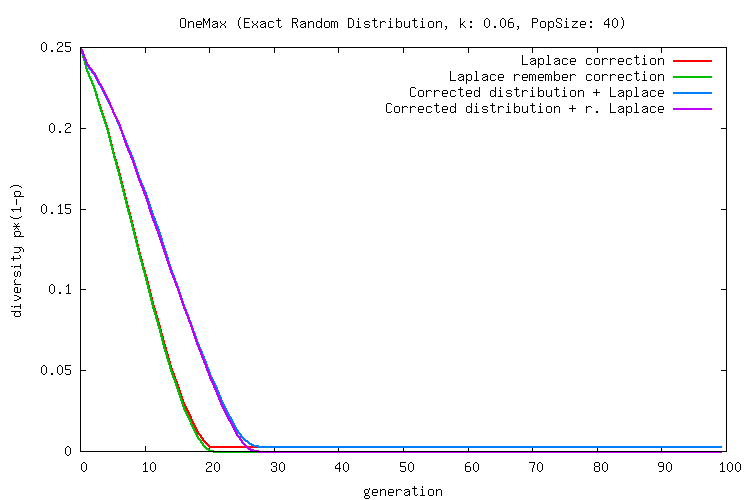 OneMax (Exact Random Distribution, k: 0.06, PopSize: 40)
Laplace correction
Laplace remember correction
Corrected distribution + Laplace
Corrected distribution + r. Laplace
0.25
0.2
0.15
0.1
0.05
0
diversity p*(1-p)
0 10 20 30 40 50 60 70 80 90 100
generation